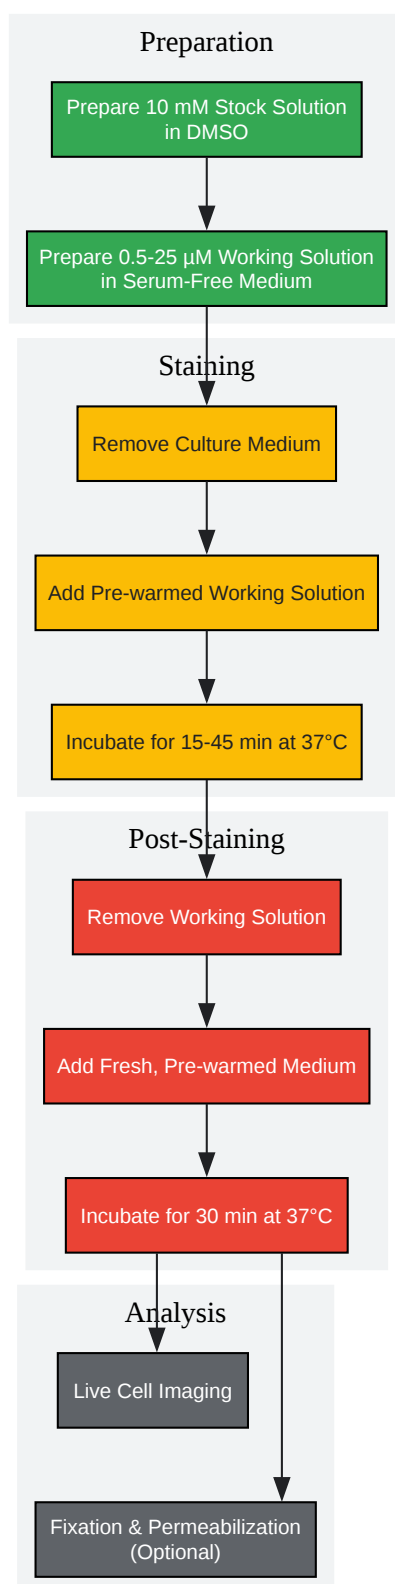 Preparation
Prepare 10 mM Stock Solution
in DMSO
Prepare 0.5-25 µM Working Solution
in Serum-Free Medium
Staining
Remove Culture Medium
Add Pre-warmed Working Solution
Incubate for 15-45 min at 37°C
Post-Staining
Remove Working Solution
Add Fresh, Pre-warmed Medium
Incubate for 30 min at 37°C
Analysis
Live Cell Imaging
Fixation & Permeabilization
(Optional)